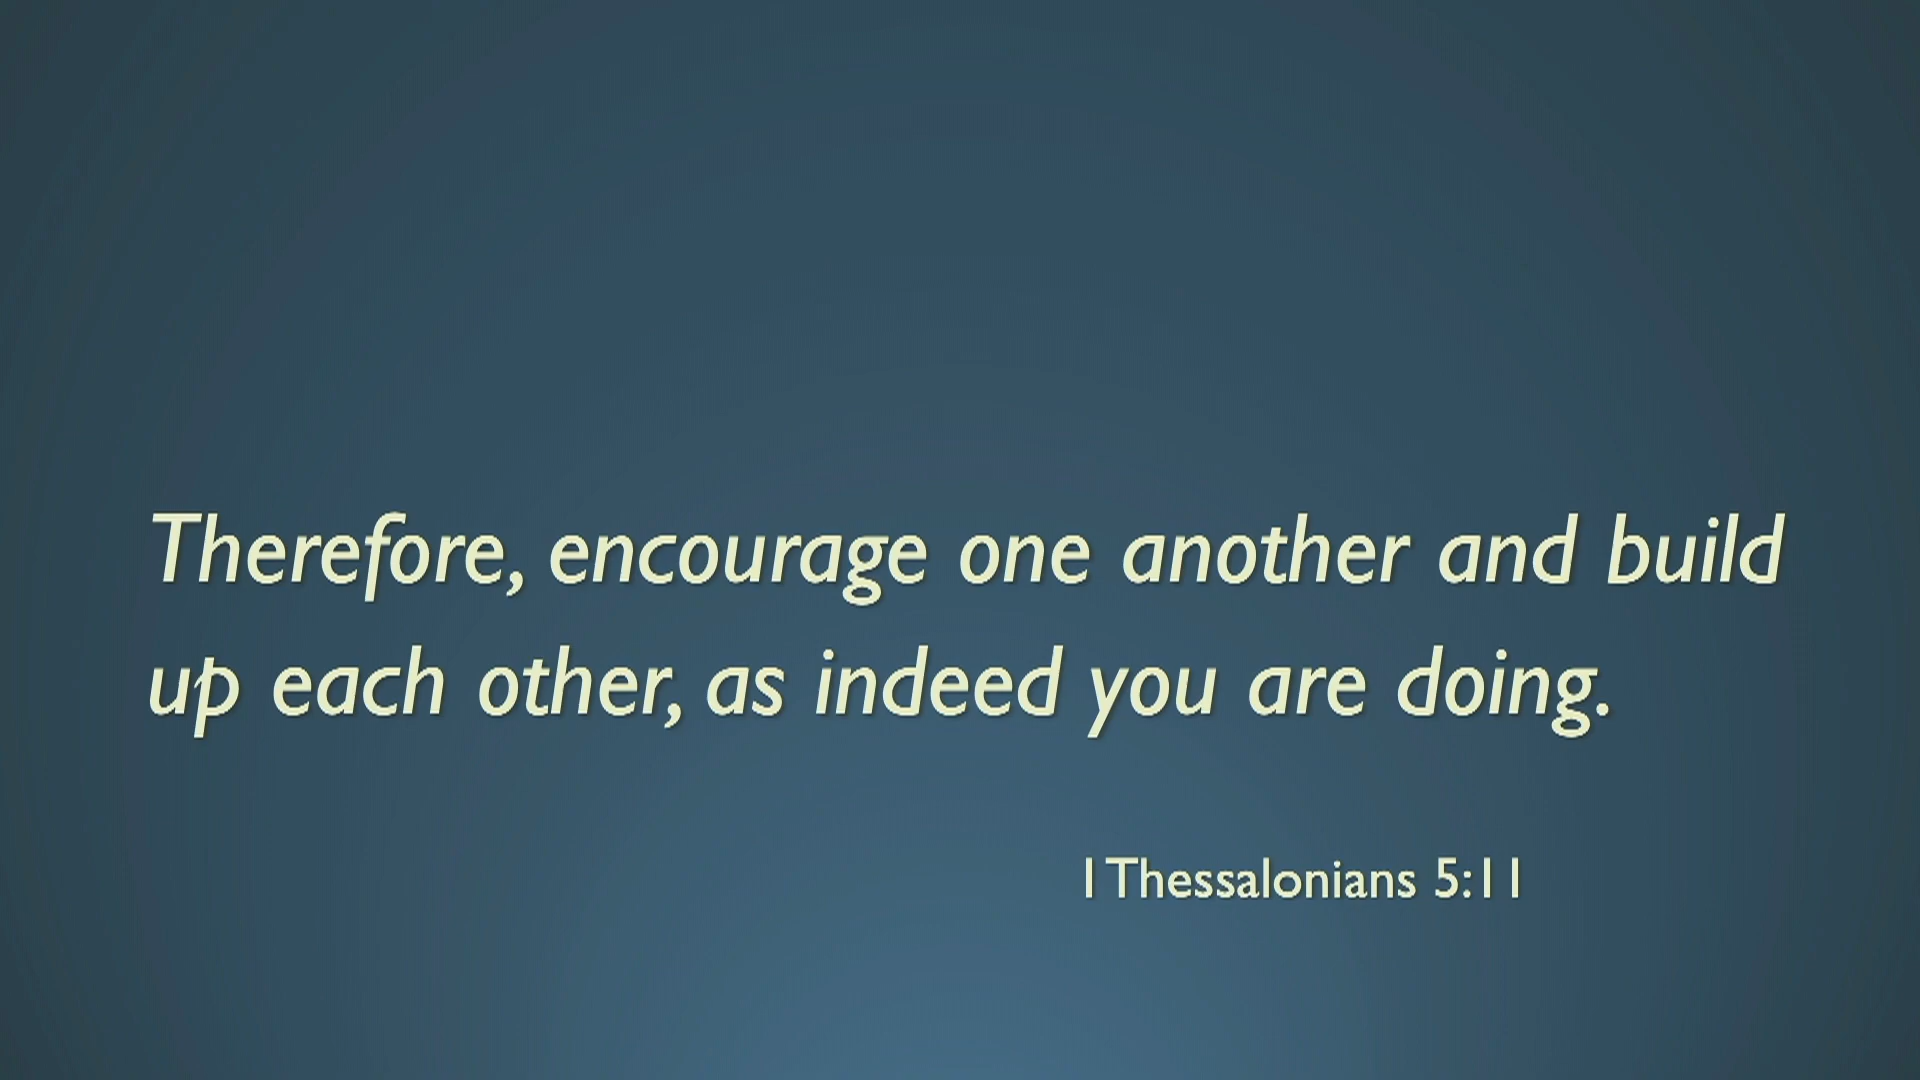 Therefore, encourage one another and build
up each other, as indeed you are doing.
1 Thessalonians 5:11